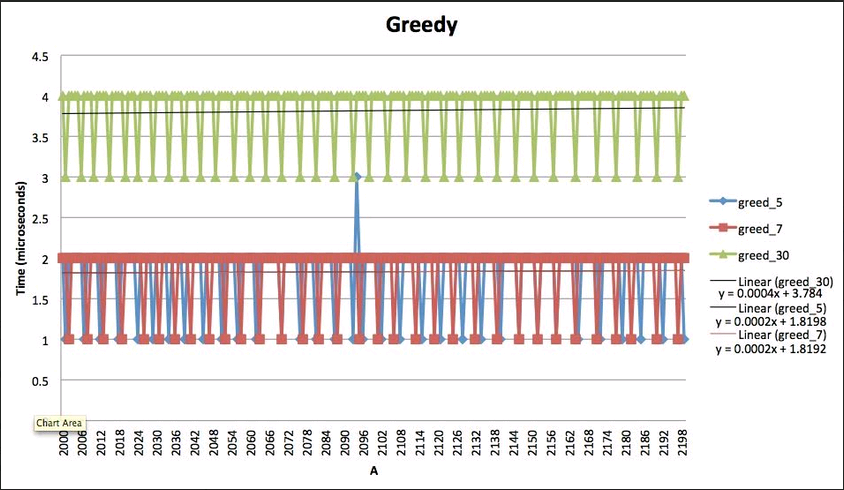 Greedy
4.5
4
3.5
3
2.5
2
1.5
1
0.5
Time (microseconds)
Chart Area
2000 2006 2012 2018 2024 2030 2036 2042 2048 2054 2060 2066 2072 2078 2084 2090 2096 2102 2108 2114 2120 2126 2132 2138 2144 2150 2156 2162 2168 2174 2180 2186 2192 2198
A
greed_5
greed_7
greed_30
Linear (greed_30)
y = 0.0004x + 3.784
Linear (greed_5)
y = 0.0002x + 1.8198
Linear (greed_7)
y = 0.0002x + 1.8192